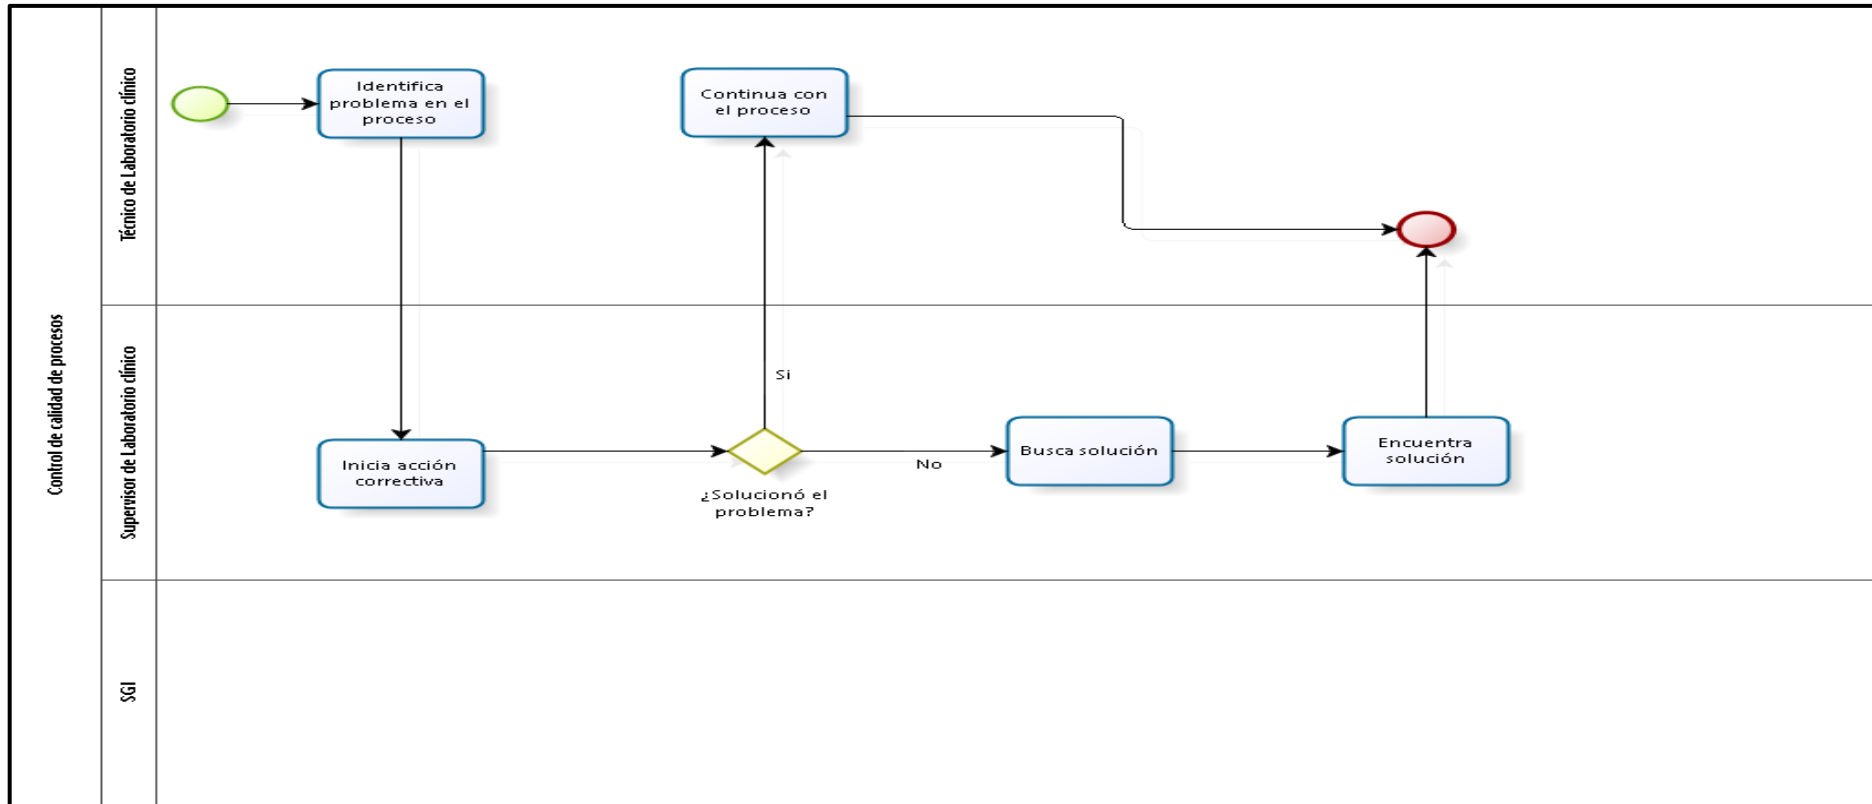 Control de calidad de procesos
Técnico de Laboratorio clínico
Identifica
problema en el
proceso
Continua con
el proceso
Supervisor de Laboratorio clínico
Inicia acción
correctiva
Si
¿Solucionó el
problema?
No
Busca solución
Encuentra
solución
SGI